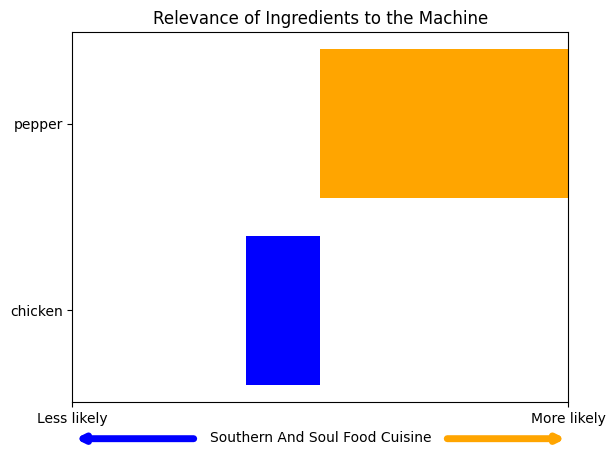 Relevance of Ingredients to the Machine
pepper
chicken
Less likely
More likely
Southern And Soul Food Cuisine